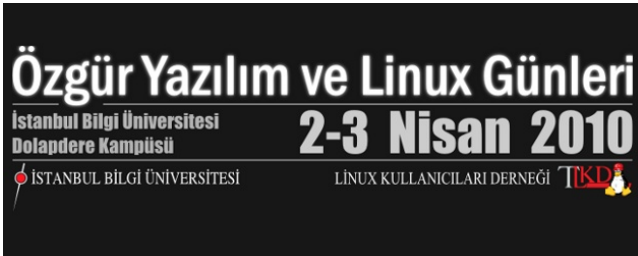 Özgür Yazılım ve Linux Günleri
İstanbul Bilgi Üniversitesi
Dolapdere Kampüsü
2-3 Nisan 2010
İSTANBUL BİLGİ ÜNİVERSİTESİ
LİNUX KULLANICILARI DERNEĞİ TLKD